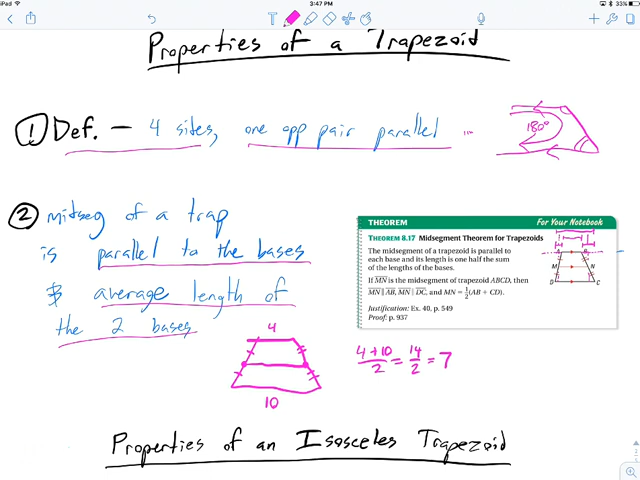 iPad
3:47 PM
33%
Properties of a Trapezoid
① Def. – 4 sites, one opp pair parallel ...
180°
② mitseg of a trap
is parallel to the bases
& average length of
the 2 bases
THEOREM For Your Notebook
THEOREM 8.17 Midsegment Theorem for Trapezoids
The midsegment of a trapezoid is parallel to
each base and its length is one half the sum
of the lengths of the bases.
If MN is the midsegment of trapezoid ABCD, then
MN ∥ AB, MN ∥ DC, and MN = 1/2(AB + CD).
Justification: Ex. 40, p. 549
Proof: p. 937
A B
M N
D C
4
10
4+10/2 = 14/2 = 7
Properties of an Isosceles Trapezoid